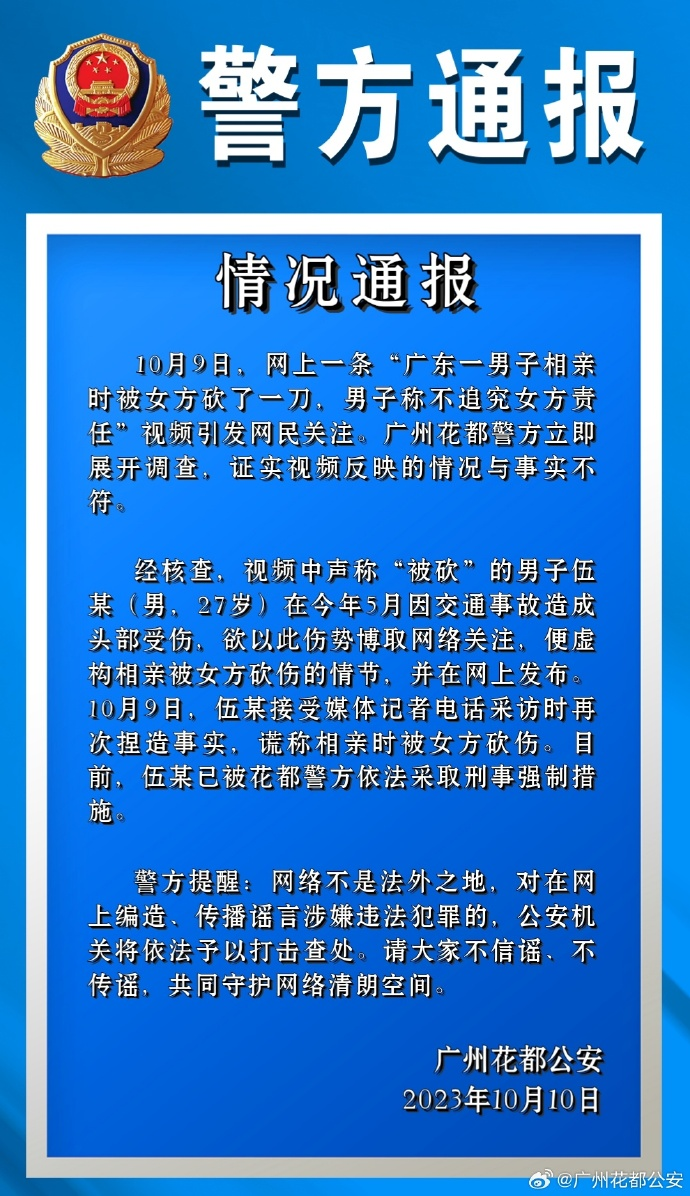 警方通报
情况通报
10月9日，网上一条“广东一男子相亲
时被女方砍了一刀，男子称不追究女方责
任”视频引发网民关注。广州花都警方立即
展开调查，证实视频反映的情况与事实不
符。
经核查，视频中声称“被砍”的男子伍
某（男，27岁）在今年5月因交通事故造成
头部受伤，欲以此伤势博取网络关注，便虚
构相亲被女方砍伤的情节，并在网上发布。
10月9日，伍某接受媒体记者电话采访时再
次捏造事实，谎称相亲时被女方砍伤。目
前，伍某已被花都警方依法采取刑事强制措
施。
警方提醒：网络不是法外之地，对在网
上编造、传播谣言涉嫌违法犯罪的，公安机
关将依法予以打击查处。请大家不信谣、不
传谣，共同守护网络清朗空间。
广州花都公安
2023年10月10日
@广州花都公安